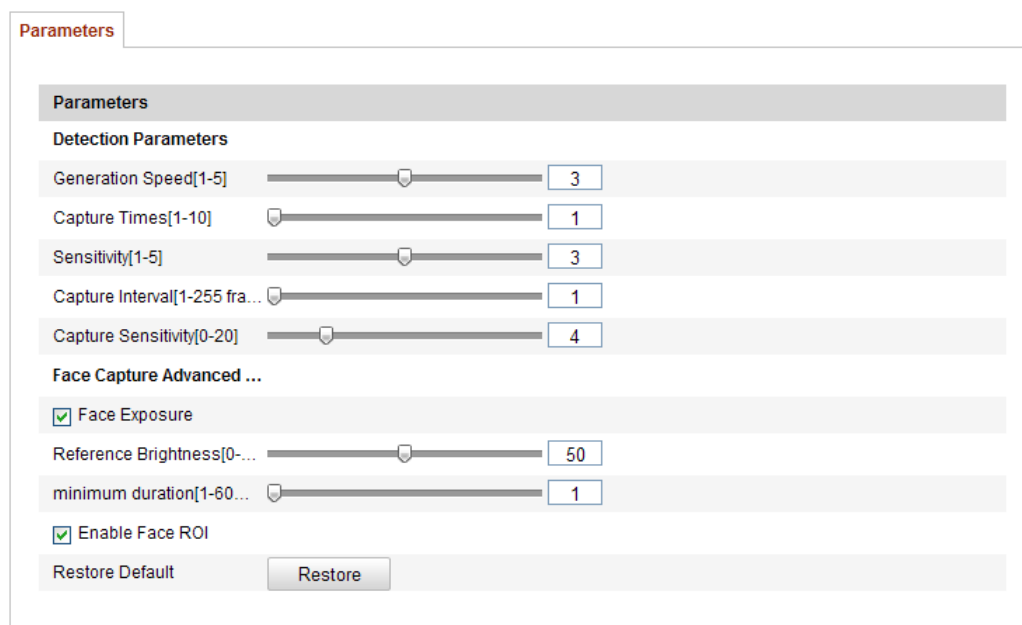 Parameters
Parameters
Detection Parameters
Generation Speed[1-5] 3
Capture Times[1-10] 1
Sensitivity[1-5] 3
Capture Interval[1-255 fra... 1
Capture Sensitivity[0-20] 4
Face Capture Advanced ...
Face Exposure
Reference Brightness[0-... 50
minimum duration[1-60... 1
Enable Face ROI
Restore Default Restore